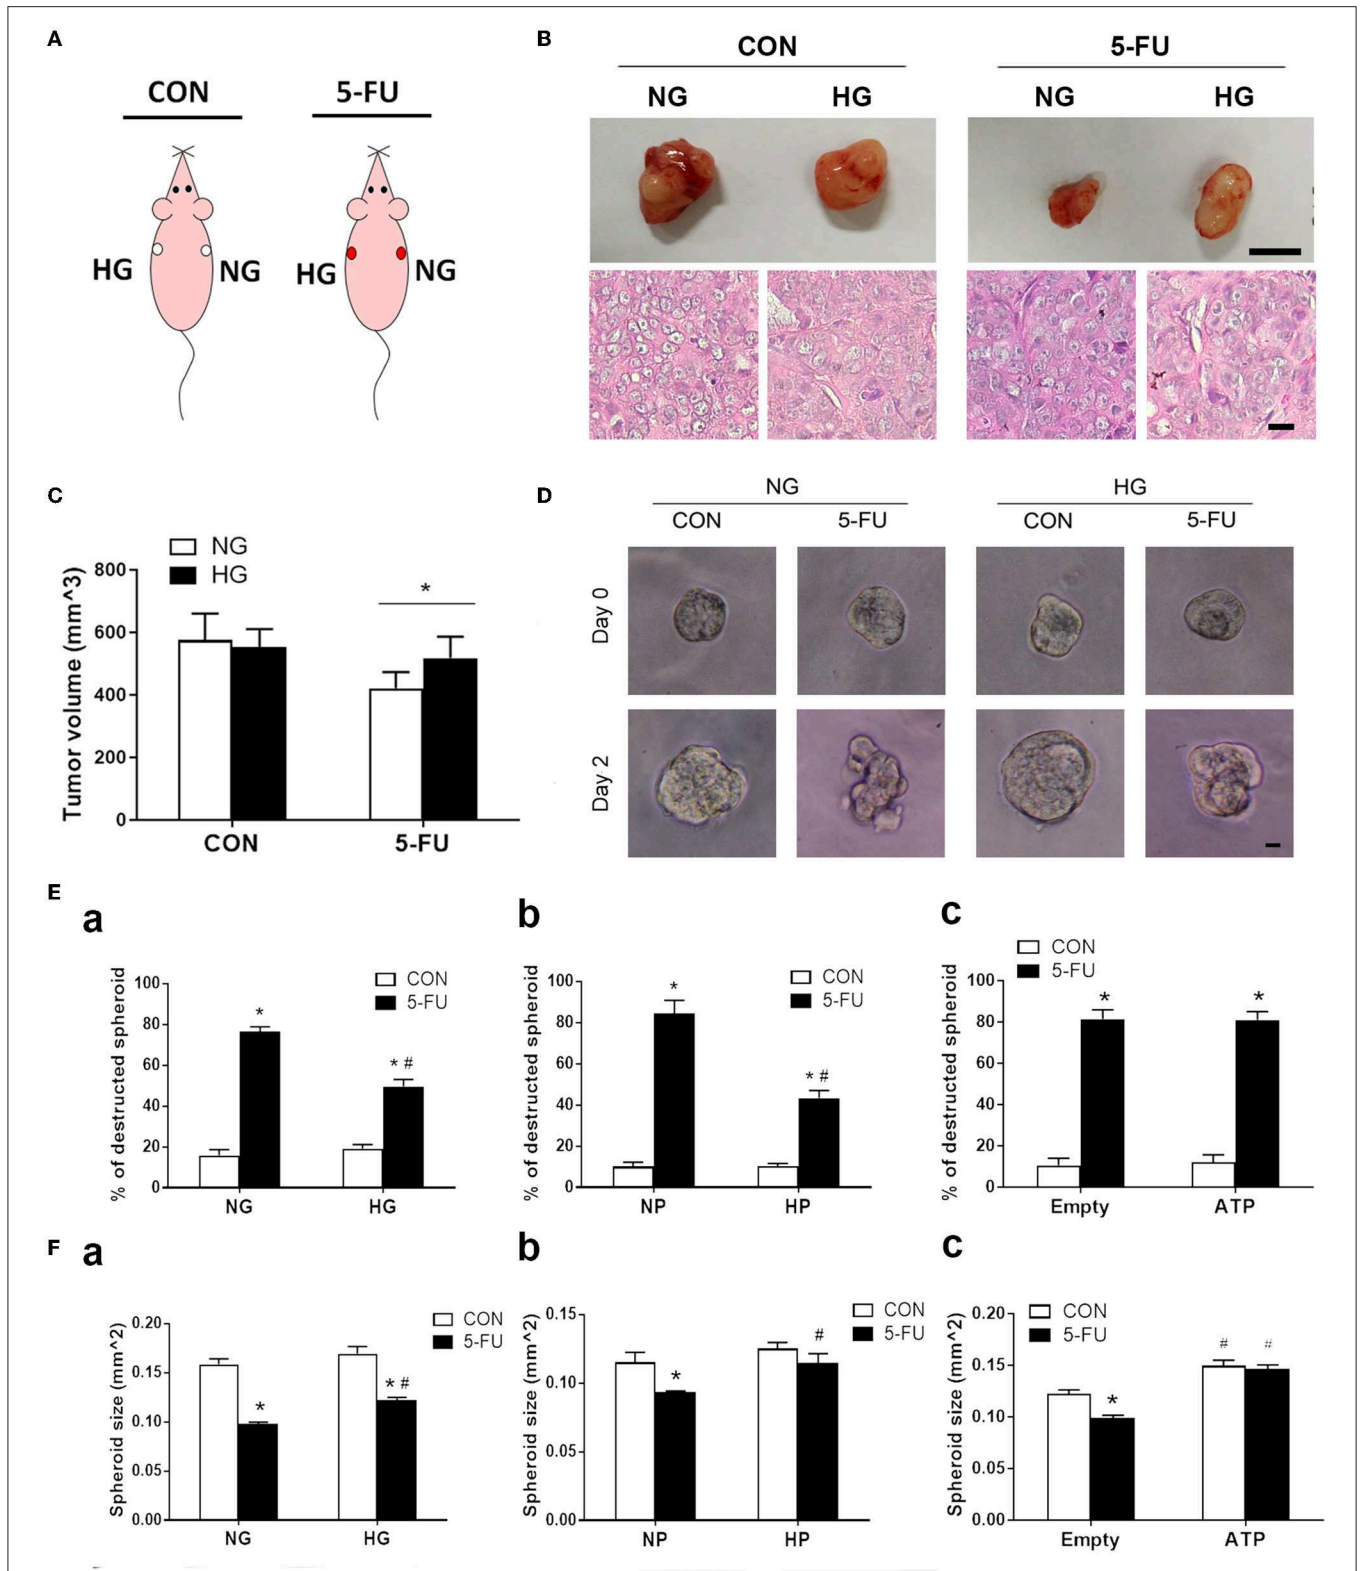 A
CON 5-FU
HG NG HG NG
B
CON 5-FU
NG HG NG HG
C
NG
HG
Tumor volume (mm^3)
800
600
400
200
0
*
CON 5-FU
D
NG HG
CON 5-FU CON 5-FU
Day 0
Day 2
E
a
% of destructed spheroid
100
80
60
40
20
0
CON
5-FU
*
* #
NG HG
b
% of destructed spheroid
100
80
60
40
20
0
CON
5-FU
*
* #
NP HP
c
% of destructed spheroid
100
80
60
40
20
0
CON
5-FU
* *
Empty ATP
F
a
Spheroid size (mm^2)
0.20
0.15
0.10
0.05
0.00
CON
5-FU
*
* #
NG HG
b
Spheroid size (mm^2)
0.15
0.10
0.05
0.00
CON
5-FU
*
#
NP HP
c
Spheroid size (mm^2)
0.20
0.15
0.10
0.05
0.00
CON
5-FU
*
# #
Empty ATP